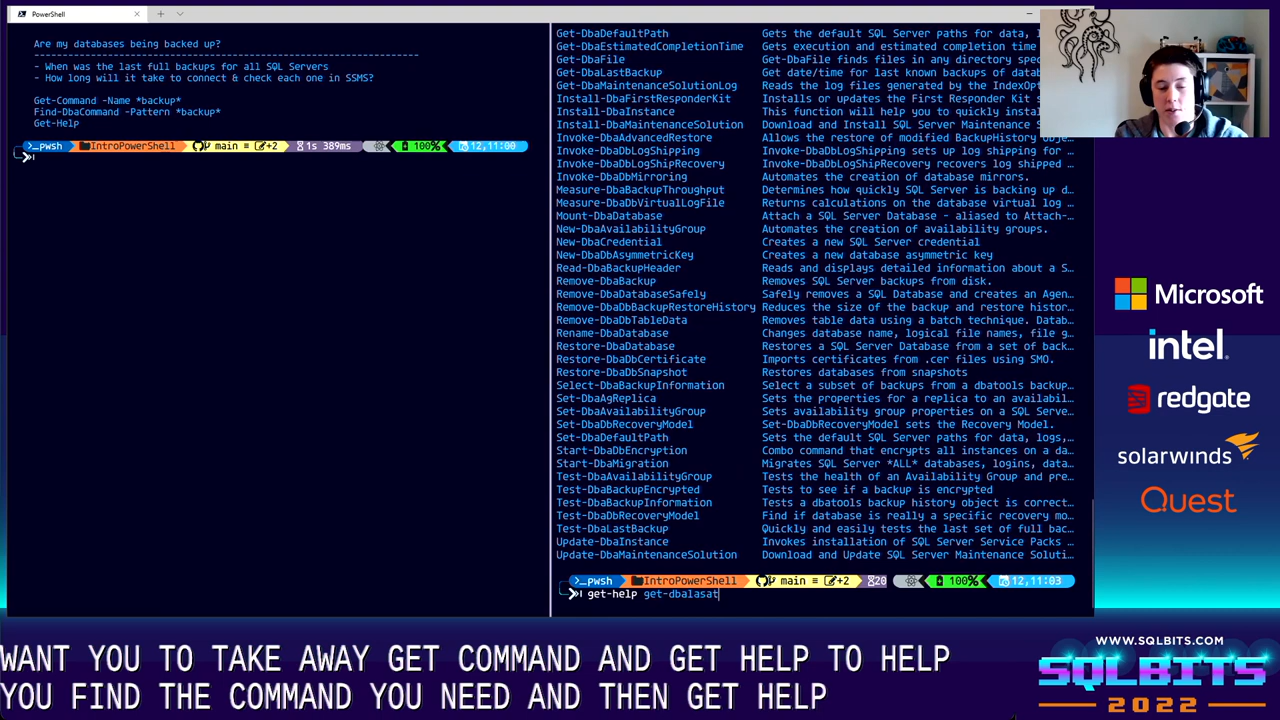 PowerShell
Are my databases being backed up?
- When was the last full backups for all SQL Servers
- How long will it take to connect & check each one in SSMS?
Get-Command -Name *backup*
Find-DbaCommand -Pattern *backup*
Get-Help
pwsh IntroPowerShell main ≡ +2 1s 389ms 100% 12,11:00
Get-DbaDefaultPath Gets the default SQL Server paths for data, l
Get-DbaEstimatedCompletionTime Gets execution and estimated completion time
Get-DbaFile Get-DbaFile finds files in any directory spec
Get-DbaLastBackup Get date/time for last known backups of datab
Get-DbaMaintenanceSolutionLog Reads the log files generated by the IndexOpt
Install-DbaFirstResponderKit Installs or updates the First Responder Kit s
Install-DbaInstance This function will help you to quickly instal
Install-DbaMaintenanceSolution Download and Install SQL Server Maintenance S
Invoke-DbaAdvancedRestore Allows the restore of modified BackupHistory Ob…
Invoke-DbaDbLogShipping Invoke-DbaDbLogShipping sets up log shipping for …
Invoke-DbaDbLogShipRecovery Invoke-DbaDbLogShipRecovery recovers log shipped …
Invoke-DbaDbMirroring Automates the creation of database mirrors.
Measure-DbaBackupThroughput Determines how quickly SQL Server is backing up d…
Measure-DbaDbVirtualLogFile Returns calculations on the database virtual log …
Mount-DbaDatabase Attach a SQL Server Database - aliased to Attach-…
New-DbaAvailabilityGroup Automates the creation of availability groups.
New-DbaCredential Creates a new SQL Server credential
New-DbaDbAsymmetricKey Creates a new database asymmetric key
Read-DbaBackupHeader Reads and displays detailed information about a S…
Remove-DbaBackup Removes SQL Server backups from disk.
Remove-DbaDatabaseSafely Safely removes a SQL Database and creates an Agen…
Remove-DbaDbBackupRestoreHistory Reduces the size of the backup and restore histor…
Remove-DbaDbTableData Removes table data using a batch technique. Datab…
Rename-DbaDatabase Changes database name, logical file names, file g…
Restore-DbaDatabase Restores a SQL Server Database from a set of back…
Restore-DbaDbCertificate Imports certificates from .cer files using SMO.
Restore-DbaDbSnapshot Restores databases from snapshots
Select-DbaBackupInformation Select a subset of backups from a dbatools backup…
Set-DbaAgReplica Sets the properties for a replica to an availabil…
Set-DbaAvailabilityGroup Sets availability group properties on a SQL Serve…
Set-DbaDbRecoveryModel Set-DbaDbRecoveryModel sets the Recovery Model.
Set-DbaDefaultPath Sets the default SQL Server paths for data, logs,…
Start-DbaDbEncryption Combo command that encrypts all instances on a da…
Start-DbaMigration Migrates SQL Server *ALL* databases, logins, data…
Test-DbaAvailabilityGroup Tests the health of an Availability Group and pre…
Test-DbaBackupEncrypted Tests to see if a backup is encrypted
Test-DbaBackupInformation Tests a dbatools backup history object is correct…
Test-DbaDbRecoveryModel Find if database is really a specific recovery mo…
Test-DbaLastBackup Quickly and easily tests the last set of full bac…
Update-DbaInstance Invokes installation of SQL Server Service Packs …
Update-DbaMaintenanceSolution Download and Update SQL Server Maintenance Soluti…
pwsh IntroPowerShell main ≡ +2 20 100% 12,11:03
get-help get-dbalasat
Microsoft
intel.
redgate
solarwinds
Quest
WWW.SQLBITS.COM
SQLBITS
2022
WANT YOU TO TAKE AWAY GET COMMAND AND GET HELP TO HELP
YOU FIND THE COMMAND YOU NEED AND THEN GET HELP